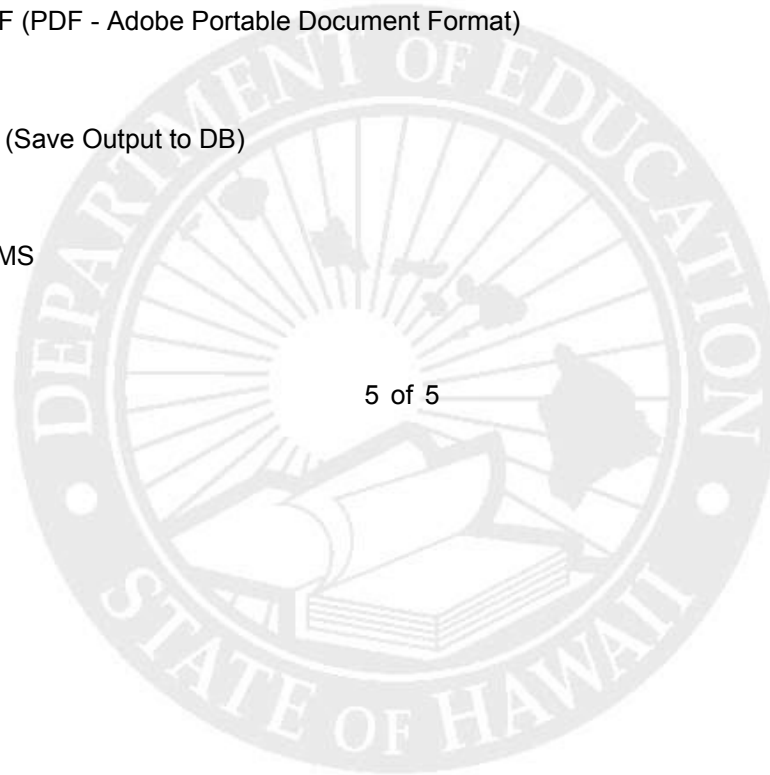 F (PDF - Adobe Portable Document Format)
(Save Output to DB)
MS
5 of 5
DEPARTMENT OF EDUCATION
STATE OF HAWAII